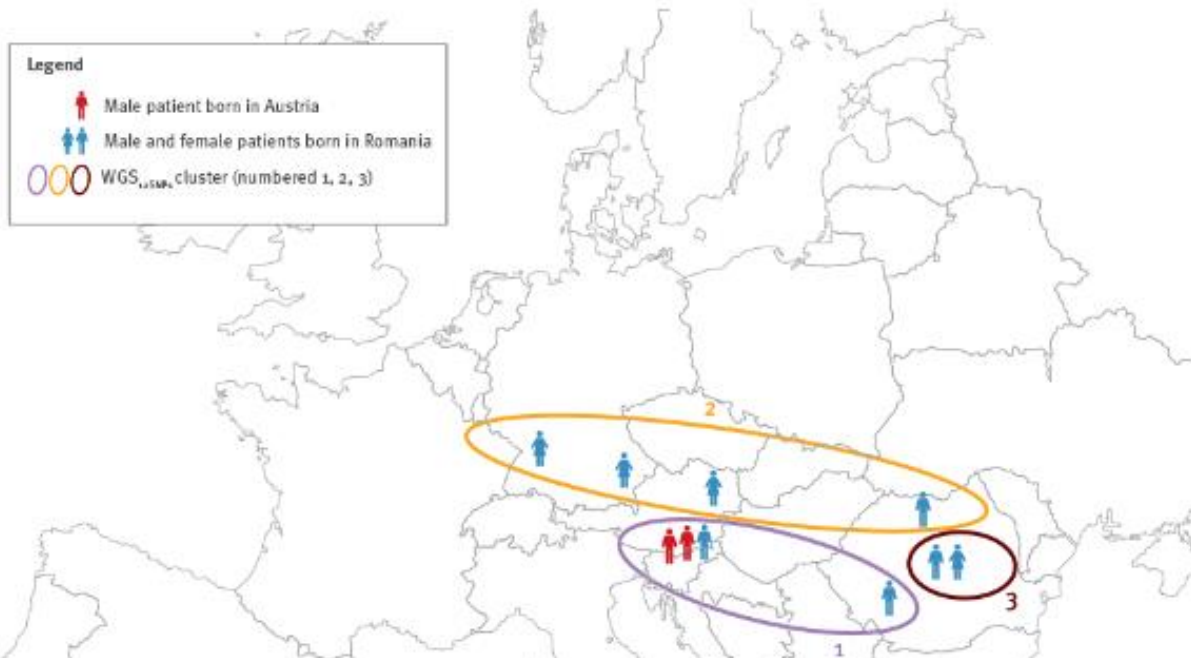 Legend
Male patient born in Austria
Male and female patients born in Romania
WGS cluster (numbered 1, 2, 3)
2
3
1